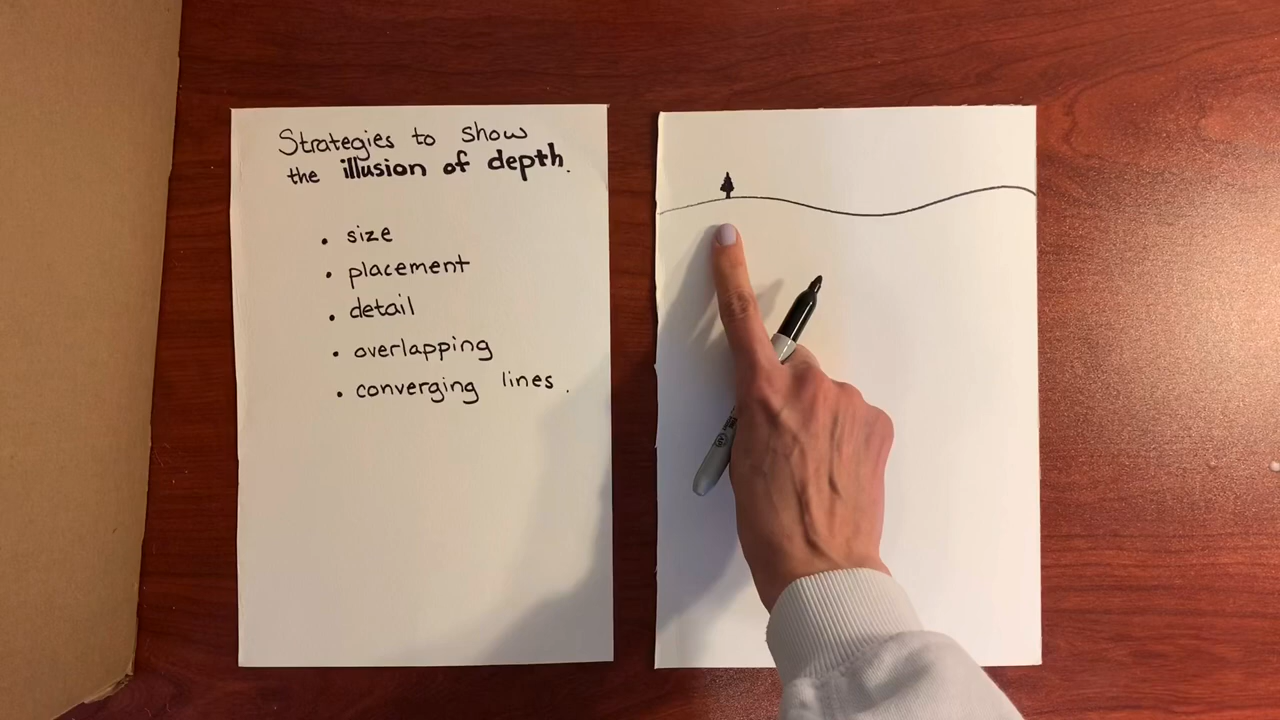 Strategies to show
the illusion of depth.
• size
• placement
• detail
• overlapping
• converging lines.